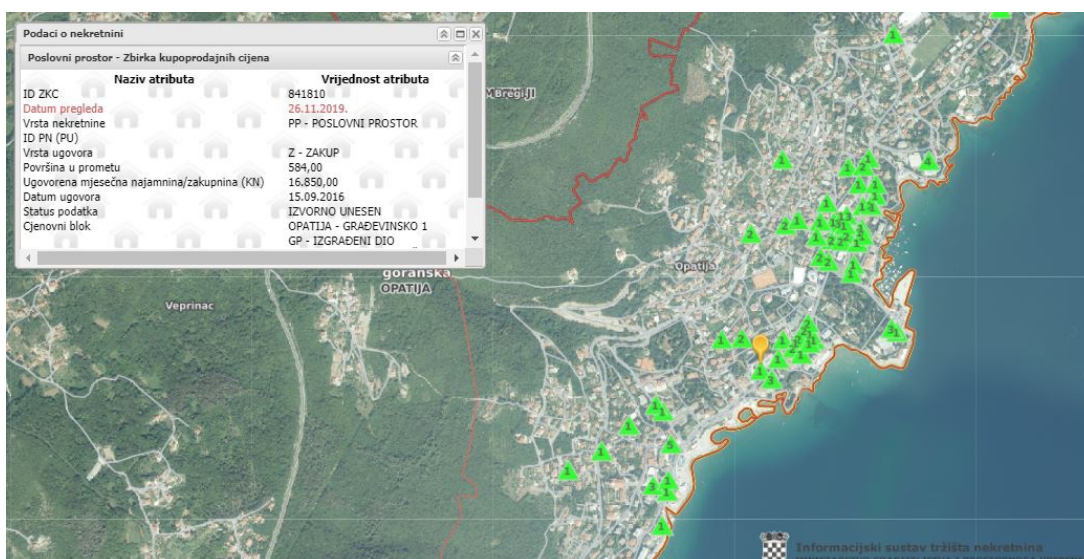 Podaci o nekretnini
Poslovni prostor - Zbirka kupoprodajnih cijena
Naziv atributa Vrijednost atributa
ID ZKC 841810
Datum pregleda 26.11.2019.
Vrsta nekretnine PP - POSLOVNI PROSTOR
ID PN (PU)
Vrsta ugovora Z - ZAKUP
Površina u prometu 584,00
Ugovorena mjesečna najamnina/zakupnina (KN) 16.850,00
Datum ugovora 15.09.2016
Status podatka IZVORNO UNESEN
Cjenovni blok OPATIJA - GRAĐEVINSKO 1
GP - IZGRAĐENI DIO
goranska
OPATIJA
Veprinac
Opatija
Informacijski sustav tržišta nekretnina